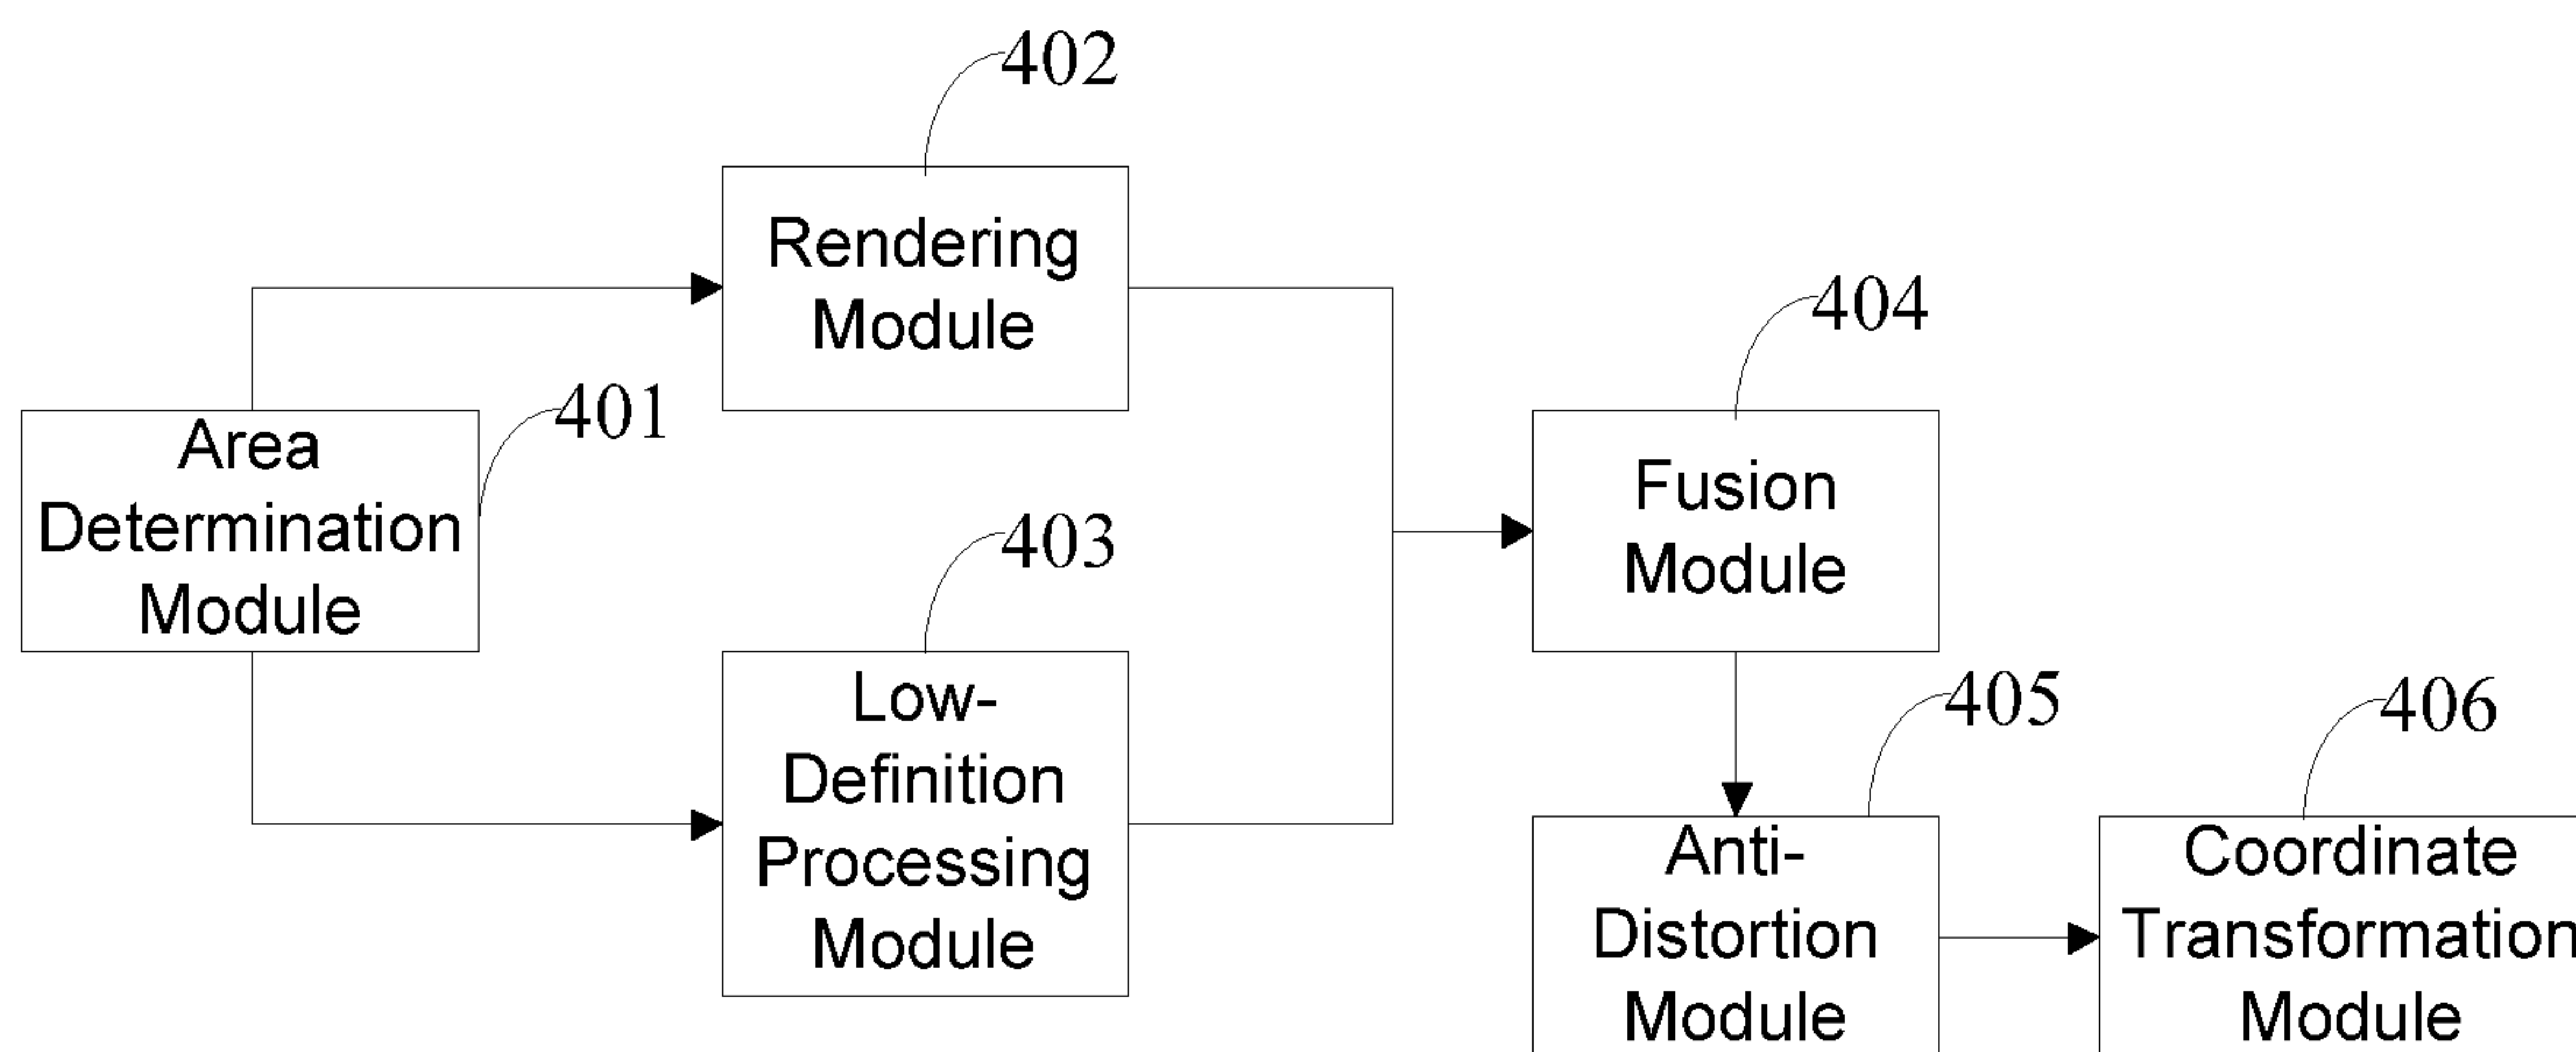 402
Rendering
Module
401
Area
Determination
Module
404
Fusion
Module
403
Low-
Definition
Processing
Module
405
Anti-
Distortion
Module
406
Coordinate
Transformation
Module